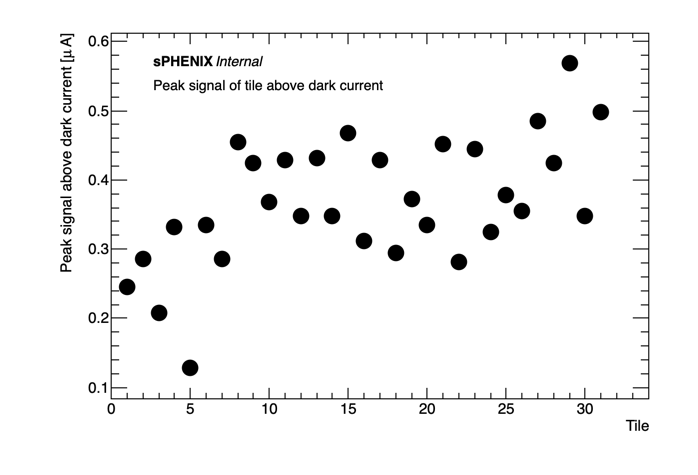 Peak signal above dark current [μA]
sPHENIX Internal
Peak signal of tile above dark current
0.6
0.5
0.4
0.3
0.2
0.1
0 5 10 15 20 25 30
Tile